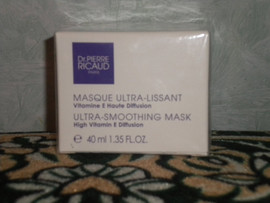 Dr. PIERRE
RICAUD
PARIS
MASQUE ULTRA-LISSANT
Vitamine E Haute Diffusion
ULTRA-SMOOTHING MASK
High Vitamin E Diffusion
e 40 ml 1.35 FL.OZ.